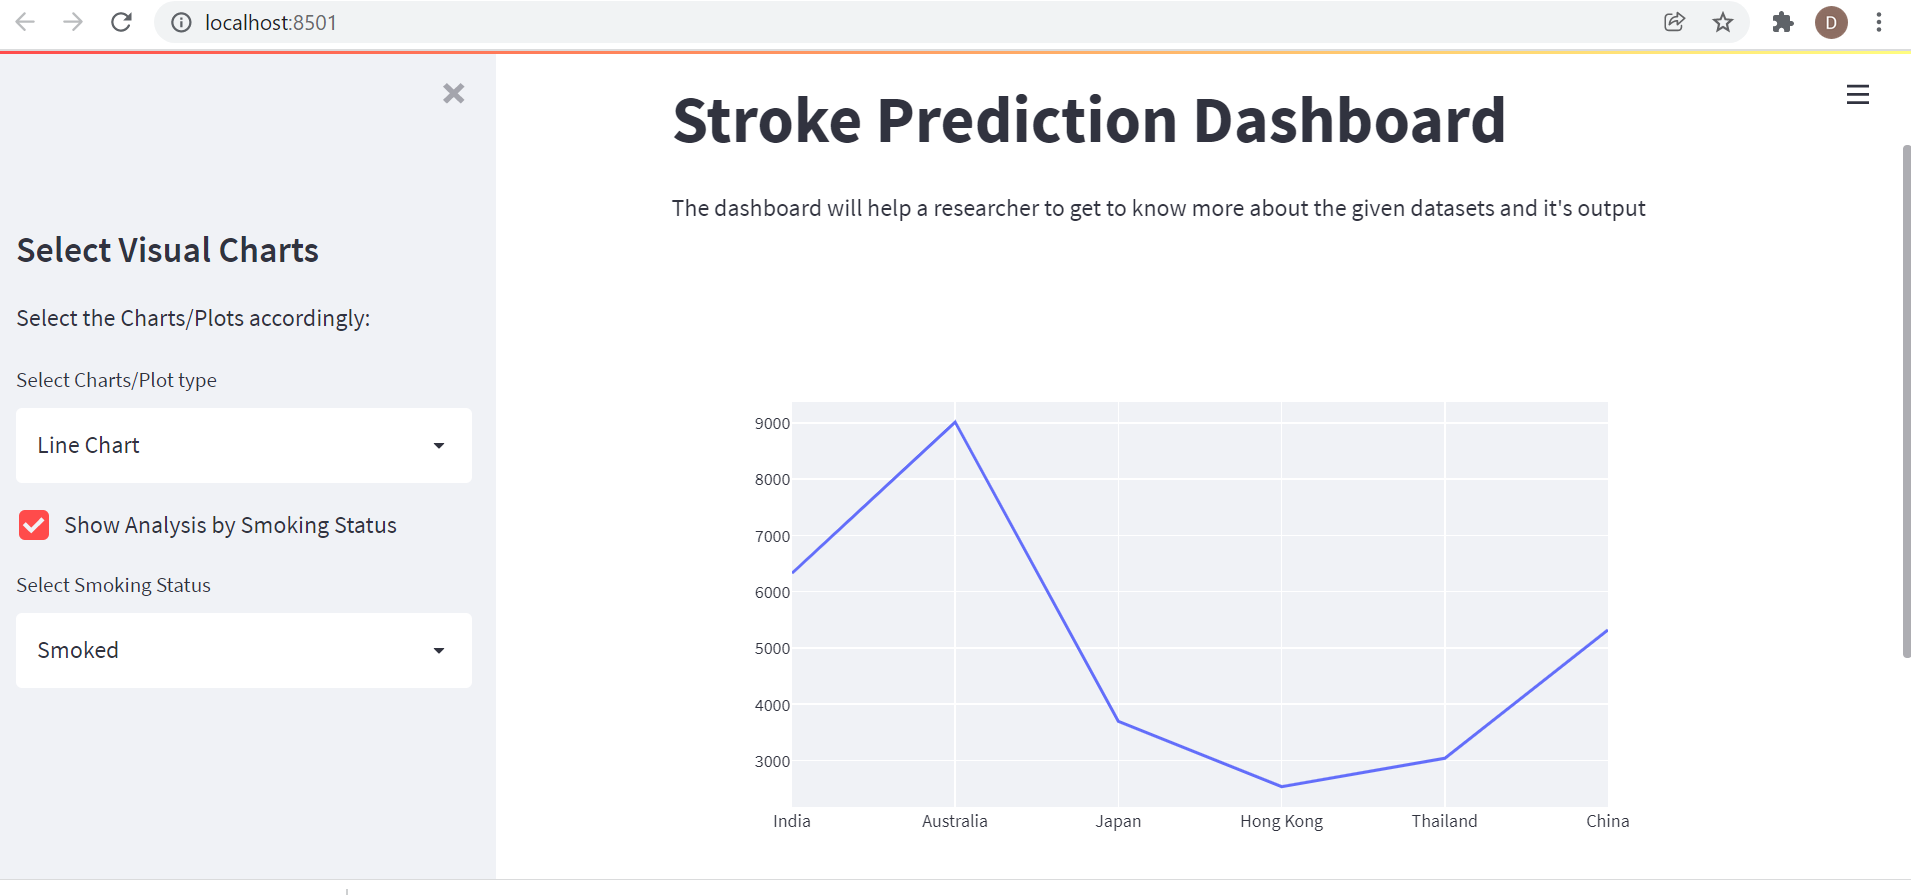 localhost:8501
D
Select Visual Charts
Select the Charts/Plots accordingly:
Select Charts/Plot type
Line Chart
Show Analysis by Smoking Status
Select Smoking Status
Smoked
Stroke Prediction Dashboard
The dashboard will help a researcher to get to know more about the given datasets and it's output
9000
8000
7000
6000
5000
4000
3000
India Australia Japan Hong Kong Thailand China